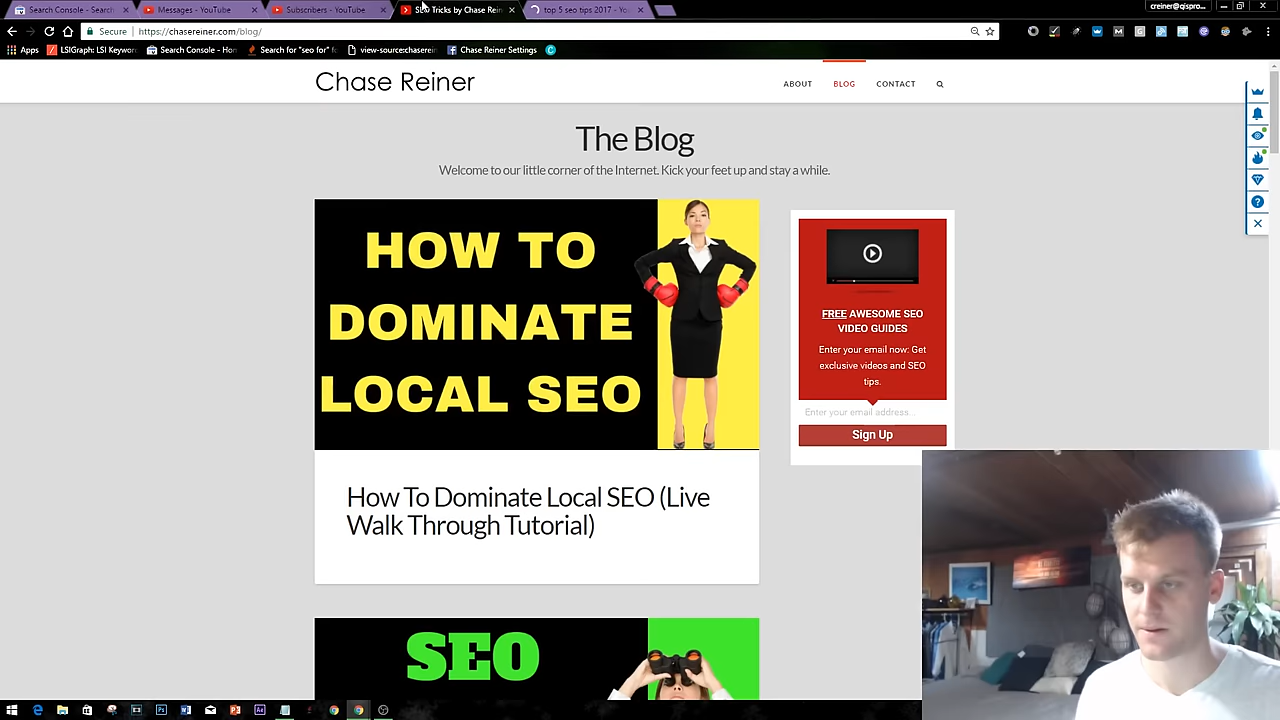 Search Console - Search
Messages - YouTube
Subscribers - YouTube
SEO Tricks by Chase Rein
top 5 seo tips 2017 - Yo
creiner@qispro
Secure
https://chasereiner.com/blog/
Apps
LSIGraph: LSI Keywor
Search Console - Hom
Search for "seo for" f
view-source:chaserein
Chase Reiner Settings
Chase Reiner
ABOUT
BLOG
CONTACT
The Blog
Welcome to our little corner of the Internet. Kick your feet up and stay a while.
HOW TO
DOMINATE
LOCAL SEO
FREE AWESOME SEO
VIDEO GUIDES
Enter your email now: Get
exclusive videos and SEO
tips.
Enter your email address...
Sign Up
How To Dominate Local SEO (Live
Walk Through Tutorial)
SEO